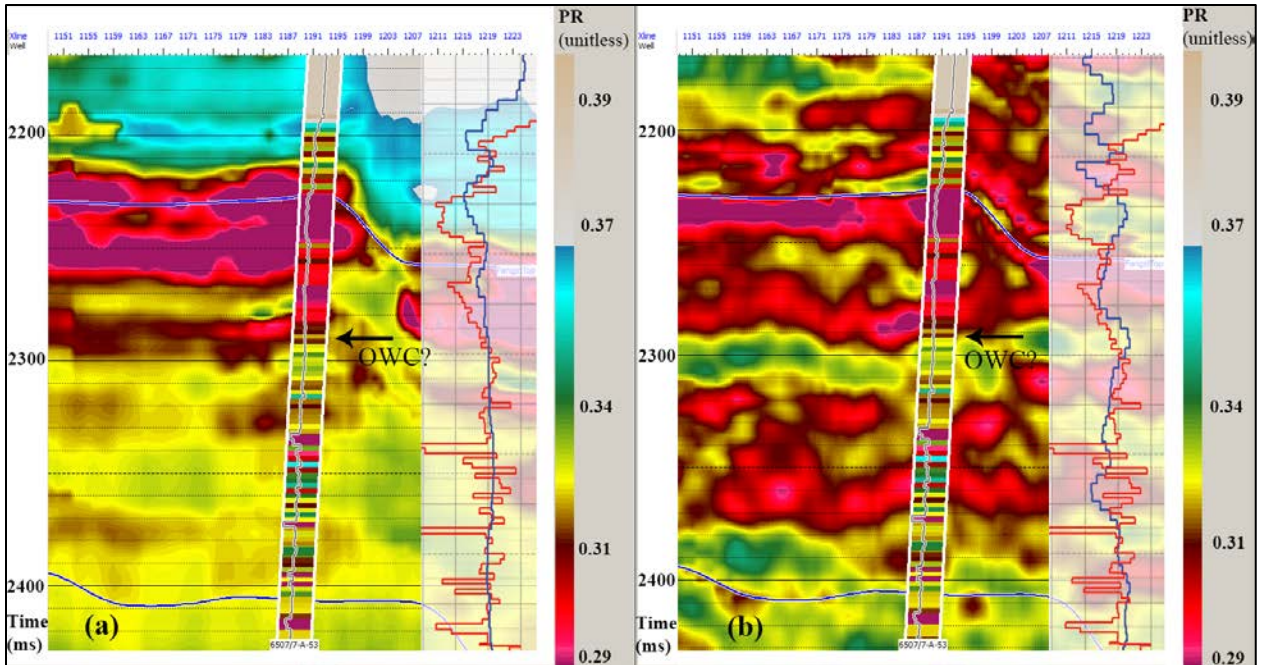 Xline 1151 1155 1159 1163 1167 1171 1176 1183 1187 1191 1195 1199 1203 1207 1211 1215 1219 1223
Well
PR
(unitless)
0.39
2200
0.37
2300
OWC?
0.34
0.31
2400
Time
(ms)
(a)
6507/7-A-53
0.29
Xline 1151 1155 1159 1163 1167 1171 1175 1179 1183 1187 1191 1195 1199 1203 1207 1211 1215 1219 1223
Well
PR
(unitless)
0.39
2200
0.37
2300
OWC?
0.34
0.31
2400
Time
(ms)
(b)
6507/7-A-53
0.29